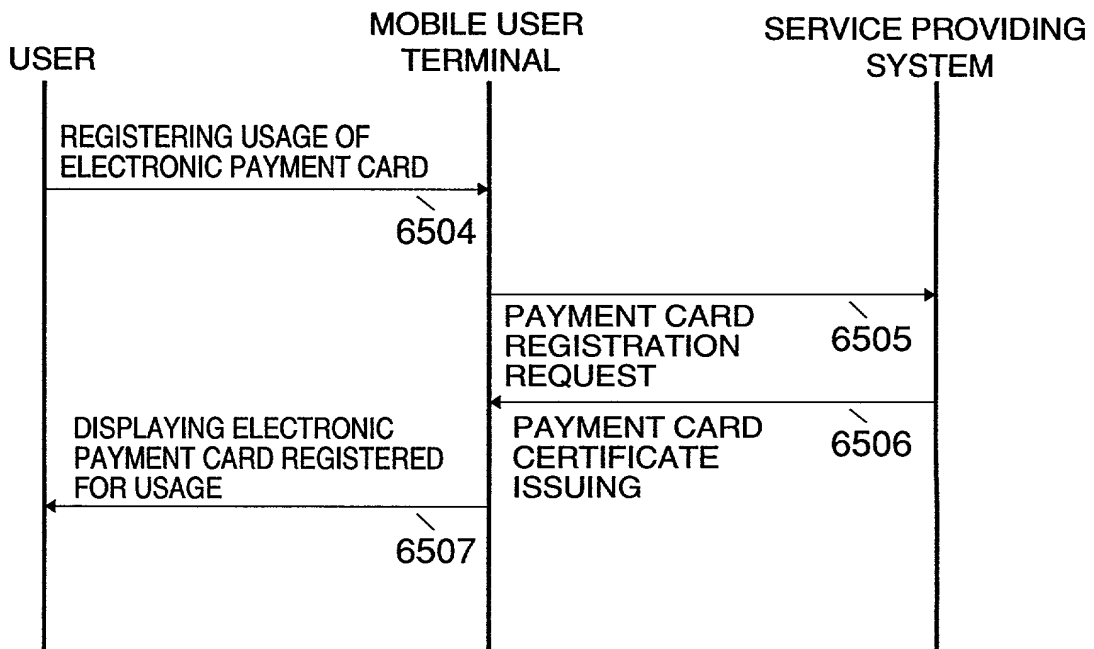 USER
MOBILE USER
TERMINAL
SERVICE PROVIDING
SYSTEM
REGISTERING USAGE OF
ELECTRONIC PAYMENT CARD
6504
PAYMENT CARD
REGISTRATION
REQUEST
6505
PAYMENT CARD
CERTIFICATE
ISSUING
6506
DISPLAYING ELECTRONIC
PAYMENT CARD REGISTERED
FOR USAGE
6507